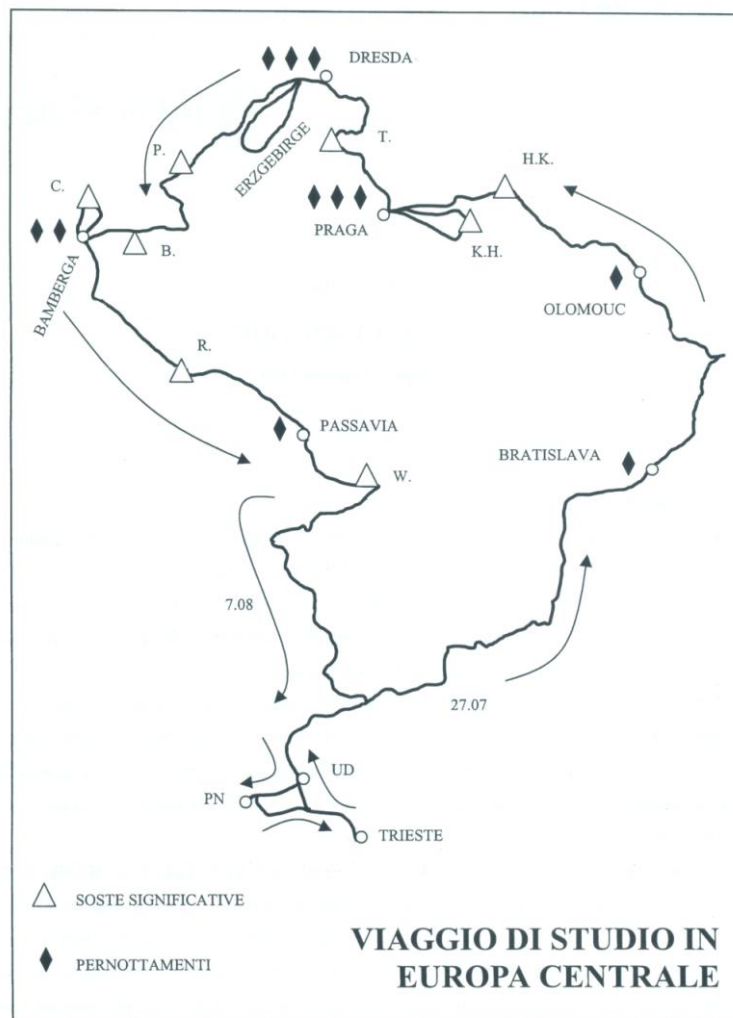 DRESDA
ERZGEBIRGE
T.
P.
H.K.
C.
PRAGA
K.H.
B.
BAMBERGA
OLOMOUC
R.
PASSAVIA
BRATISLAVA
W.
7.08
27.07
UD
PN
TRIESTE
SOSTE SIGNIFICATIVE
PERNOTTAMENTI
VIAGGIO DI STUDIO IN
EUROPA CENTRALE